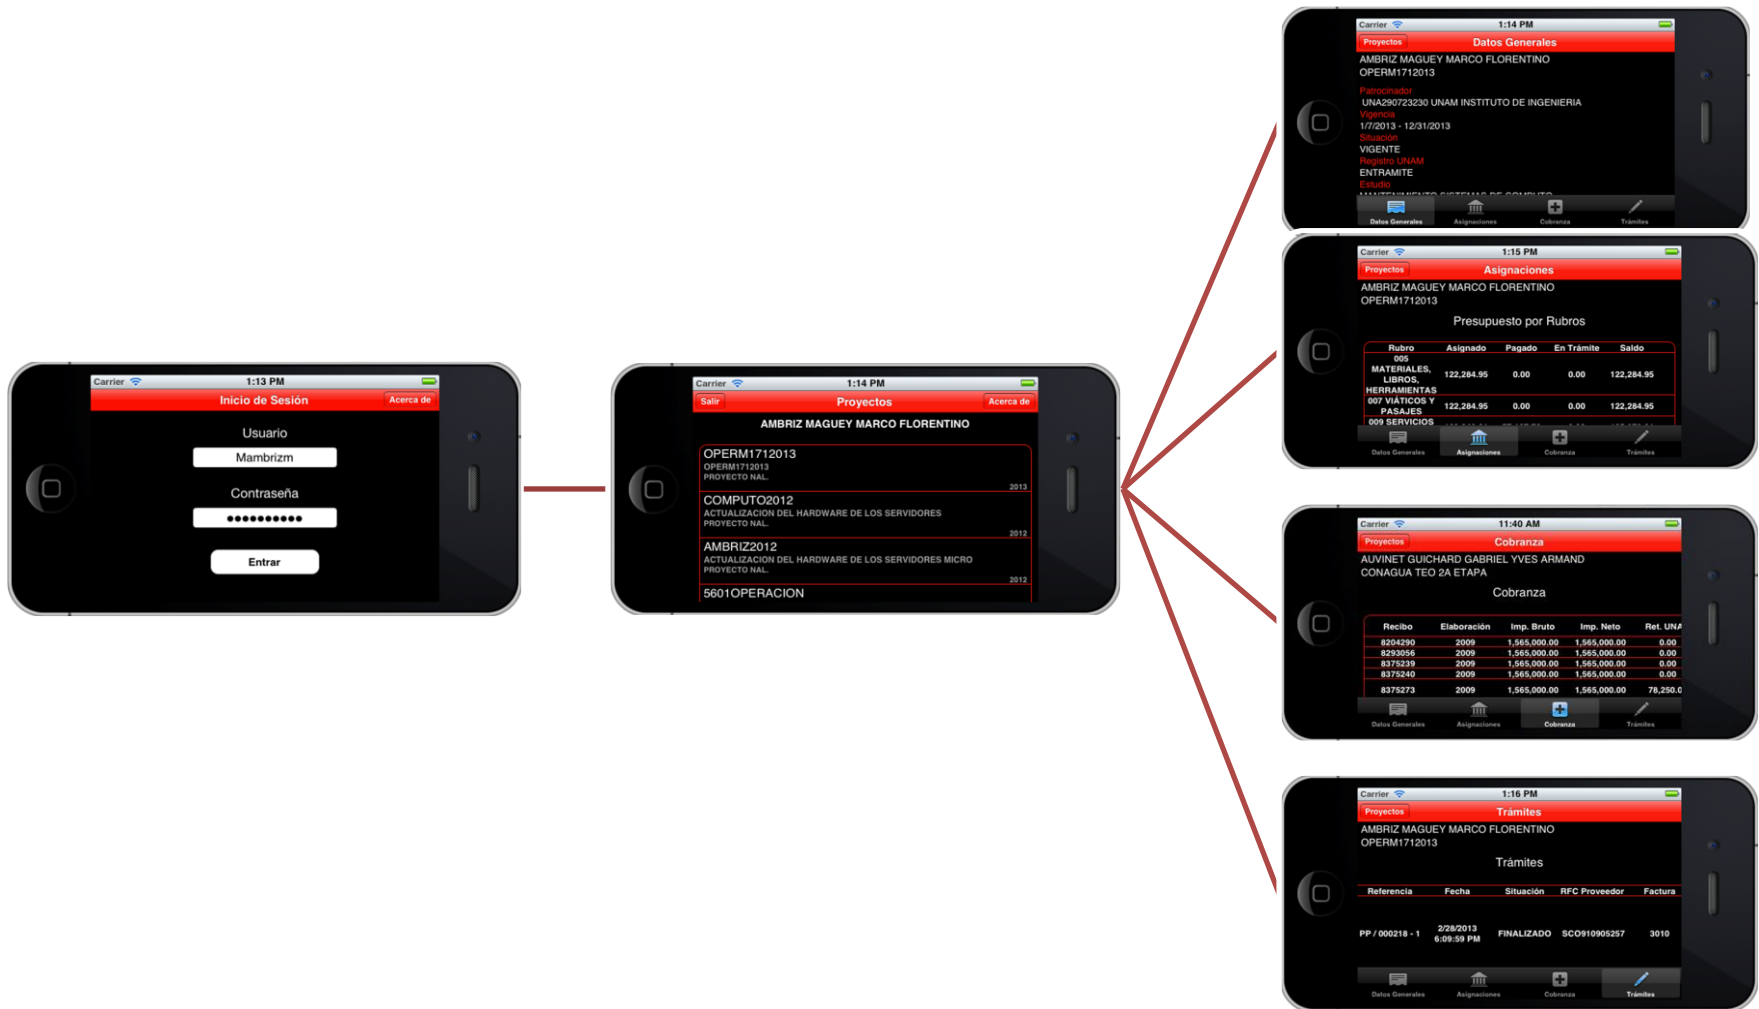 Carrier 1:13 PM
Inicio de Sesión Acerca de
Usuario
Mambrizm
Contraseña
●●●●●●●●●●
Entrar
Carrier 1:14 PM
Salir Proyectos Acerca de
AMBRIZ MAGUEY MARCO FLORENTINO
OPERM1712013
OPERM1712013
PROYECTO NAL.
2013
COMPUTO2012
ACTUALIZACION DEL HARDWARE DE LOS SERVIDORES
PROYECTO NAL.
2012
AMBRIZ2012
ACTUALIZACION DEL HARDWARE DE LOS SERVIDORES MICRO
PROYECTO NAL.
2012
5601OPERACION
Carrier 1:14 PM
Proyectos Datos Generales
AMBRIZ MAGUEY MARCO FLORENTINO
OPERM1712013
Patrocinador
UNA290723230 UNAM INSTITUTO DE INGENIERIA
Vigencia
1/7/2013 - 12/31/2013
Situación
VIGENTE
Registro UNAM
ENTRAMITE
Estudio
MANTENIMIENTO SISTEMAS DE COMPUTO
Datos Generales Asignaciones Cobranza Trámites
Carrier 1:15 PM
Proyectos Asignaciones
AMBRIZ MAGUEY MARCO FLORENTINO
OPERM1712013
Presupuesto por Rubros
Rubro Asignado Pagado En Trámite Saldo
005
MATERIALES,
LIBROS,
HERRAMIENTAS 122,284.95 0.00 0.00 122,284.95
007 VIÁTICOS Y
PASAJES 122,284.95 0.00 0.00 122,284.95
009 SERVICIOS
Datos Generales Asignaciones Cobranza Trámites
Carrier 11:40 AM
Proyectos Cobranza
AUVINET GUICHARD GABRIEL YVES ARMAND
CONAGUA TEO 2A ETAPA
Cobranza
Recibo Elaboración Imp. Bruto Imp. Neto Ret. UNA
8204290 2009 1,565,000.00 1,565,000.00 0.00
8293056 2009 1,565,000.00 1,565,000.00 0.00
8375239 2009 1,565,000.00 1,565,000.00 0.00
8375240 2009 1,565,000.00 1,565,000.00 0.00
8375273 2009 1,565,000.00 1,565,000.00 78,250.0
Datos Generales Asignaciones Cobranza Trámites
Carrier 1:16 PM
Proyectos Trámites
AMBRIZ MAGUEY MARCO FLORENTINO
OPERM1712013
Trámites
Referencia Fecha Situación RFC Proveedor Factura
PP / 000218 - 1 2/28/2013 6:09:59 PM FINALIZADO SCO910905257 3010
Datos Generales Asignaciones Cobranza Trámites